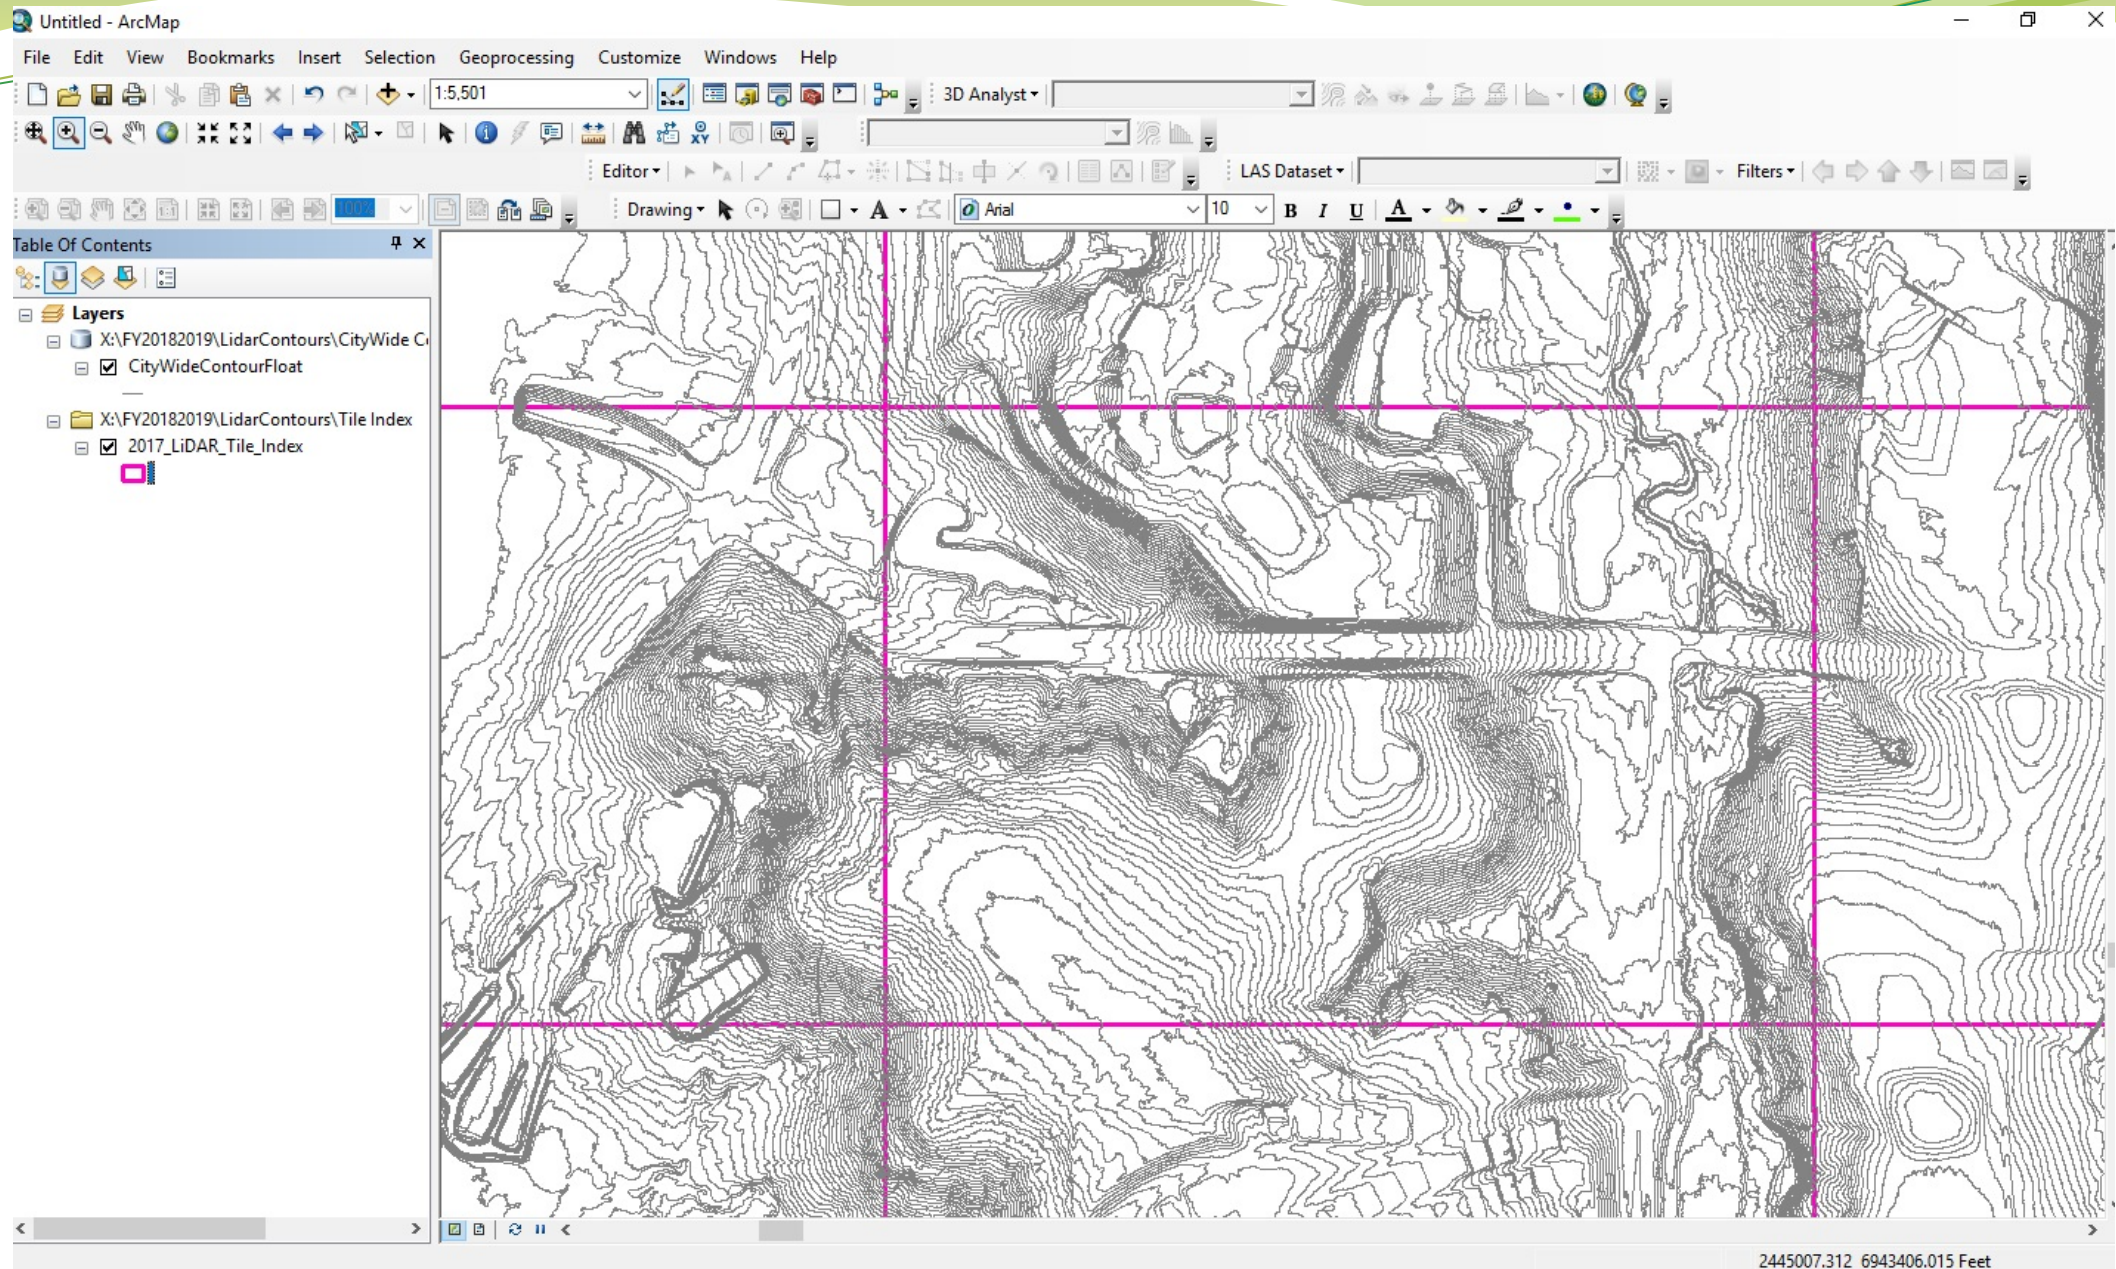 Untitled - ArcMap
File Edit View Bookmarks Insert Selection Geoprocessing Customize Windows Help
1:5,501 3D Analyst
XY
Editor LAS Dataset Filters
100% Drawing A Arial 10 B I U A
Table Of Contents
Layers
X:\FY20182019\LidarContours\CityWide C
CityWideContourFloat
X:\FY20182019\LidarContours\Tile Index
2017_LiDAR_Tile_Index
2445007.312 6943406.015 Feet